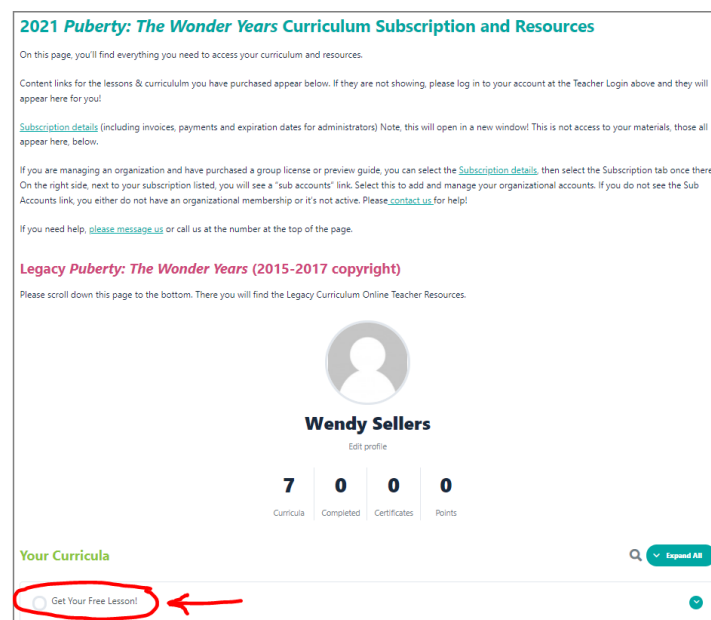 2021 Puberty: The Wonder Years Curriculum Subscription and Resources
On this page, you'll find everything you need to access your curriculum and resources.
Content links for the lessons & curriculum you have purchased appear below. If they are not showing, please log in to your account at the Teacher Login above and they will
appear here for you!
Subscription details (including invoices, payments and expiration dates for administrators) Note, this will open in a new window! This is not access to your materials, those all
appear here, below.
If you are managing an organization and have purchased a group license or preview guide, you can select the Subscription details, then select the Subscription tab once there
On the right side, next to your subscription listed, you will see a "sub accounts" link. Select this to add and manage your organizational accounts. If you do not see the Sub
Accounts link, you either do not have an organizational membership or it's not active. Please contact us for help!
If you need help, please message us or call us at the number at the top of the page.
Legacy Puberty: The Wonder Years (2015-2017 copyright)
Please scroll down this page to the bottom. There you will find the Legacy Curriculum Online Teacher Resources.
Wendy Sellers
Edit profile
7 0 0 0
Curricula Completed Certificates Points
Your Curricula Expand All
Get Your Free Lesson!